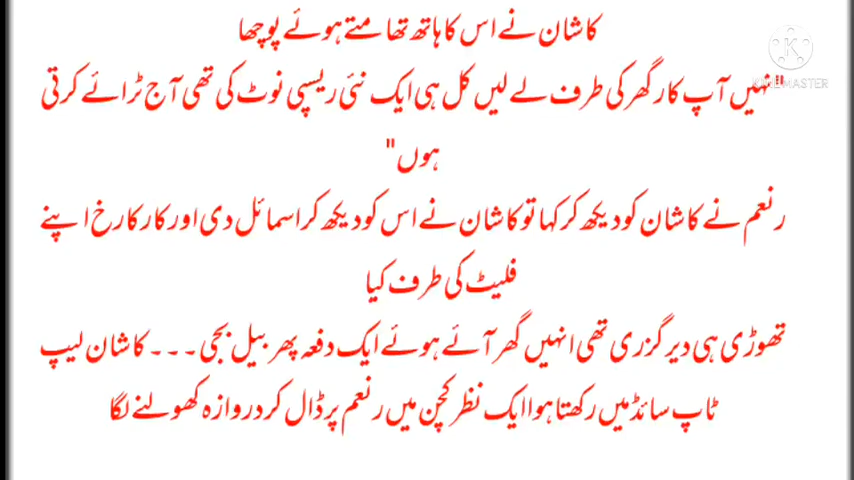 کاشان نے اس کا ہاتھ تھامتے ہوئے پوچھا
"نہیں آپ کار گھر کی طرف لے لیں کل ہی ایک نئی ریسپی نوٹ کی تھی آج ٹرائے کرتی
ہوں"
رنعم نے کاشان کو دیکھ کر کہا تو کاشان نے اس کو دیکھ کر اسمائل دی اور کار کا رخ اپنے
فلیٹ کی طرف کیا
تھوڑی ہی دیر گزری تھی انہیں گھر آئے ہوئے ایک دفعہ پھر بیل بجی۔۔۔ کاشان لیپ
ٹاپ سائڈ میں رکھتا ہوا ایک نظر کچن میں رنعم پر ڈال کر دروازہ کھولنے لگا
KINEMASTER